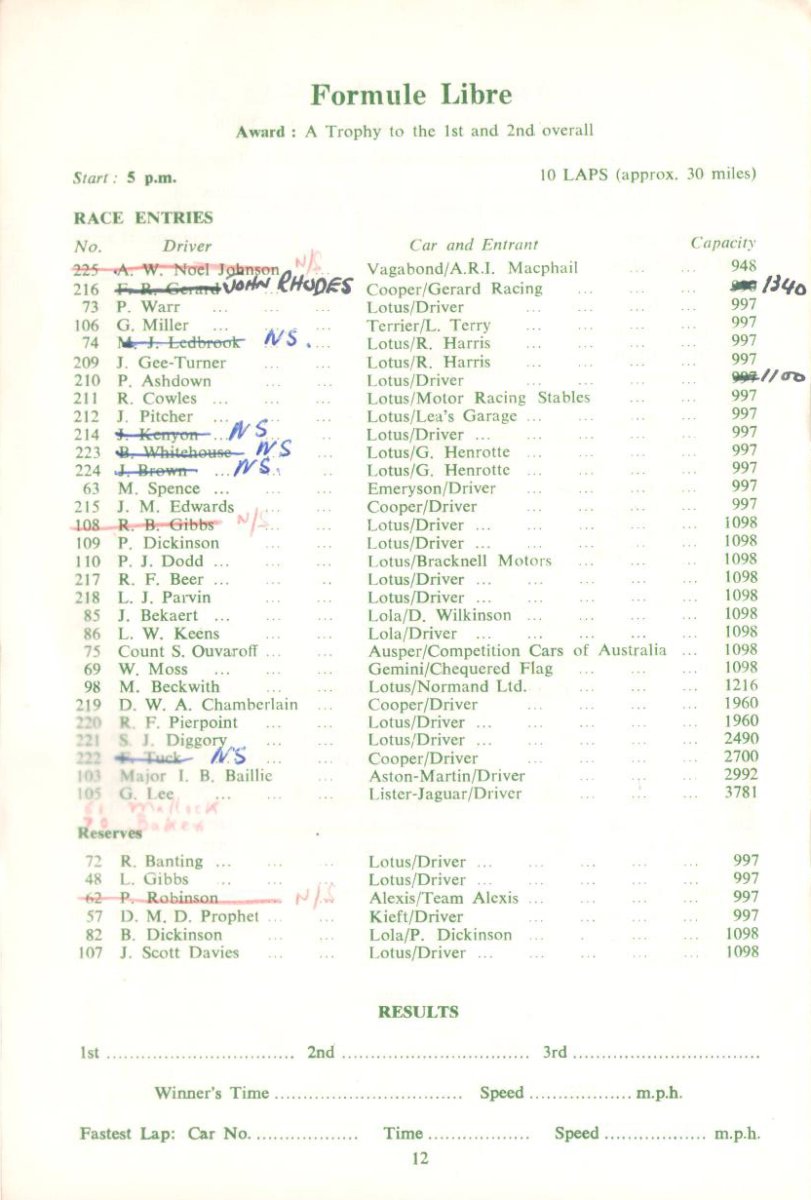 Formule Libre
Award : A Trophy to the 1st and 2nd overall
Start : 5 p.m. 10 LAPS (approx. 30 miles)
RACE ENTRIES
No. Driver Car and Entrant Capacity
225 A. W. Noel Johnson N/S ... Vagabond/A.R.I. Macphail ... ... 948
216 F. R. Gerard JOHN RHODES Cooper/Gerard Racing ... ... ... 1340
73 P. Warr ... ... ... Lotus/Driver ... ... ... ... 997
106 G. Miller ... ... ... Terrier/L. Terry ... ... ... ... 997
74 M. J. Ledbrook NS. Lotus/R. Harris ... ... ... ... 997
209 J. Gee-Turner ... ... Lotus/R. Harris ... ... ... ... 997
210 P. Ashdown ... ... Lotus/Driver ... ... ... ... 997 1100
211 R. Cowles ... ... ... Lotus/Motor Racing Stables ... ... 997
212 J. Pitcher ... ... ... Lotus/Lea's Garage ... ... ... ... 997
214 J. Kenyon ... NS Lotus/Driver ... ... ... ... ... 997
223 B. Whitehouse NS Lotus/G. Henrotte ... ... ... ... 997
224 J. Brown ... NS. .. Lotus/G. Henrotte ... ... ... ... 997
63 M. Spence ... ... ... Emeryson/Driver ... ... ... 997
215 J. M. Edwards ... ... Cooper/Driver ... ... ... ... 997
108 R. B. Gibbs N/S ... ... Lotus/Driver ... ... ... ... ... 1098
109 P. Dickinson ... ... Lotus/Driver ... ... ... ... ... 1098
110 P. J. Dodd ... ... ... Lotus/Bracknell Motors ... ... ... 1098
217 R. F. Beer ... ... .. Lotus/Driver ... ... ... ... ... 1098
218 L. J. Parvin ... ... Lotus/Driver ... ... ... ... ... 1098
85 J. Bekaert ... ... ... Lola/D. Wilkinson ... ... ... ... 1098
86 L. W. Keens ... ... Lola/Driver ... ... ... ... ... 1098
75 Count S. Ouvaroff ... ... Ausper/Competition Cars of Australia ... 1098
69 W. Moss ... ... ... Gemini/Chequered Flag ... ... ... 1098
98 M. Beckwith ... ... Lotus/Normand Ltd. ... ... ... 1216
219 D. W. A. Chamberlain ... Cooper/Driver ... ... ... ... 1960
220 R. F. Pierpoint ... ... Lotus/Driver ... ... ... ... ... 1960
221 S. J. Diggory ... ... Lotus/Driver ... ... ... ... ... 2490
222 Tuck NS ... Cooper/Driver ... ... ... ... 2700
103 Major I. B. Baillie ... Aston-Martin/Driver ... ... ... 2992
105 G. Lee ... ... ... Lister-Jaguar/Driver ... ... ... 3781
Mallock
Baker
Reserves
72 R. Banting ... ... .. Lotus/Driver ... ... ... ... ... 997
48 L. Gibbs ... ... ... Lotus/Driver ... ... ... ... ... 997
62 P. Robinson N/S Alexis/Team Alexis ... ... ... ... 997
57 D. M. D. Prophet ... ... Kieft/Driver ... ... ... ... 997
82 B. Dickinson ... ... Lola/P. Dickinson ... . ... ... 1098
107 J. Scott Davies ... ... Lotus/Driver ... ... ... ... ... 1098
RESULTS
1st ................................ 2nd ................................ 3rd ................................
Winner's Time ................................ Speed .................. m.p.h.
Fastest Lap: Car No. .................. Time .................. Speed .................. m.p.h.
12